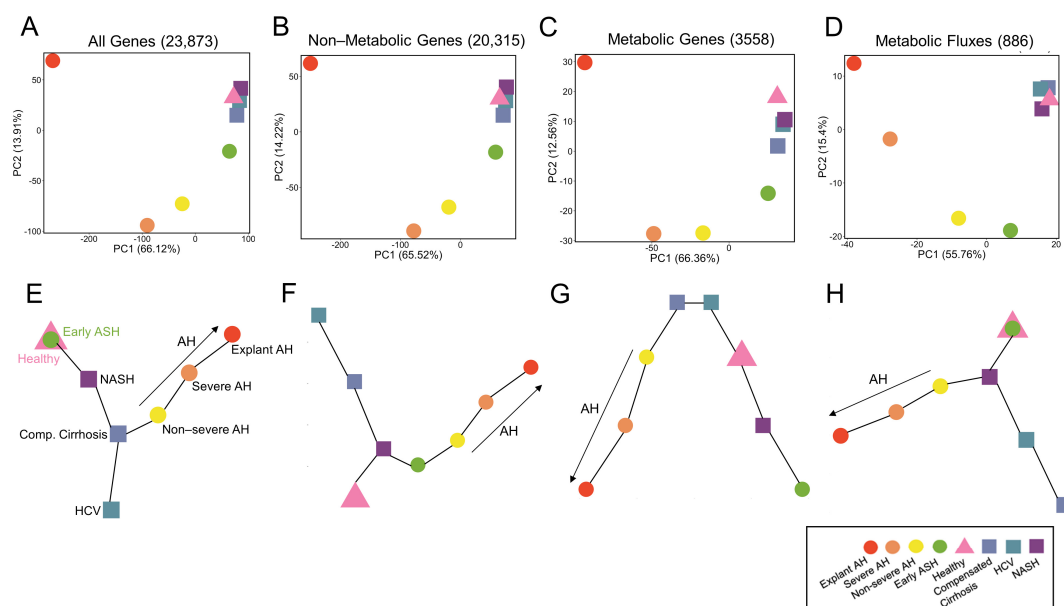 A
All Genes (23,873)
PC2 (13.91%)
50
0
-50
-100
-200
-100
0
100
PC1 (66.12%)
B
Non–Metabolic Genes (20,315)
PC2 (14.22%)
50
0
-50
-200
-100
0
PC1 (65.52%)
C
Metabolic Genes (3558)
PC2 (12.56%)
30
20
10
0
-10
-20
-30
-50
0
PC1 (66.36%)
D
Metabolic Fluxes (886)
PC2 (15.4%)
10
0
-10
-20
-40
-20
0
20
PC1 (55.76%)
E
Early ASH
Healthy
NASH
Comp. Cirrhosis
HCV
AH
Explant AH
Severe AH
Non–severe AH
F
AH
G
AH
H
AH
Explant AH
Severe AH
Non-severe AH
Early ASH
Healthy
Compensated
Cirrhosis
HCV
NASH